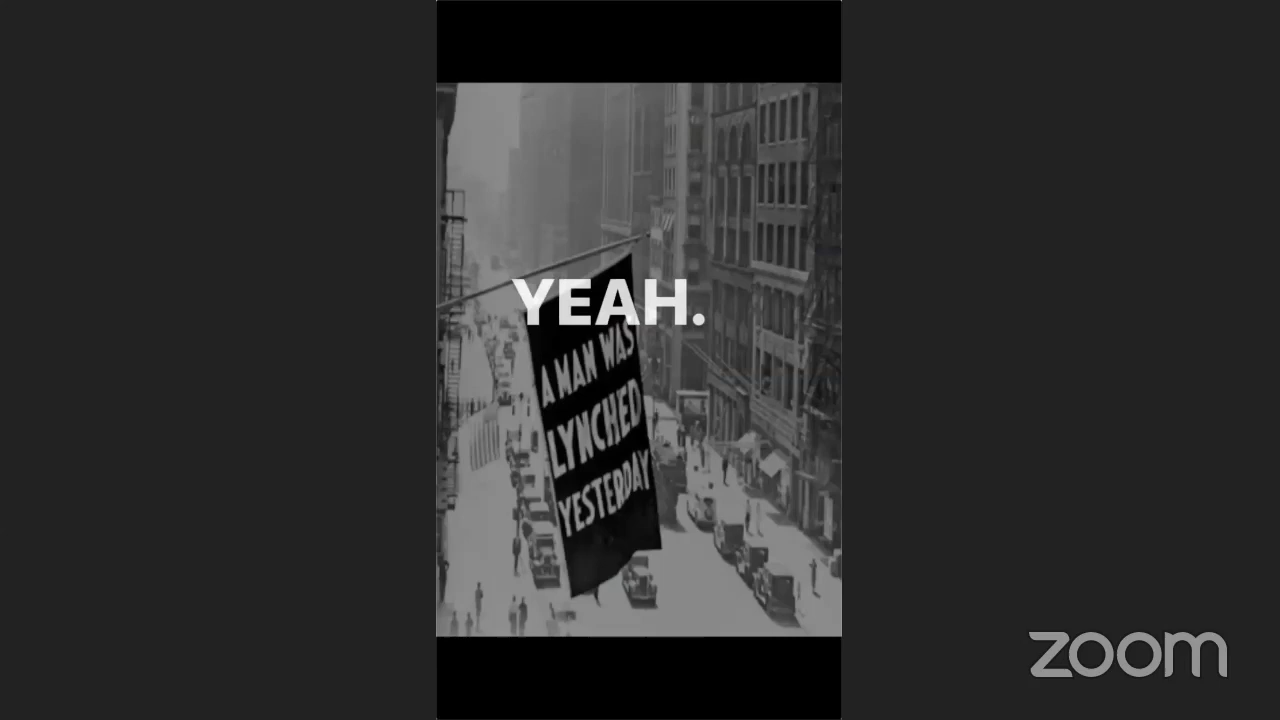 YEAH.
A MAN WAS
LYNCHED
YESTERDAY
zoom